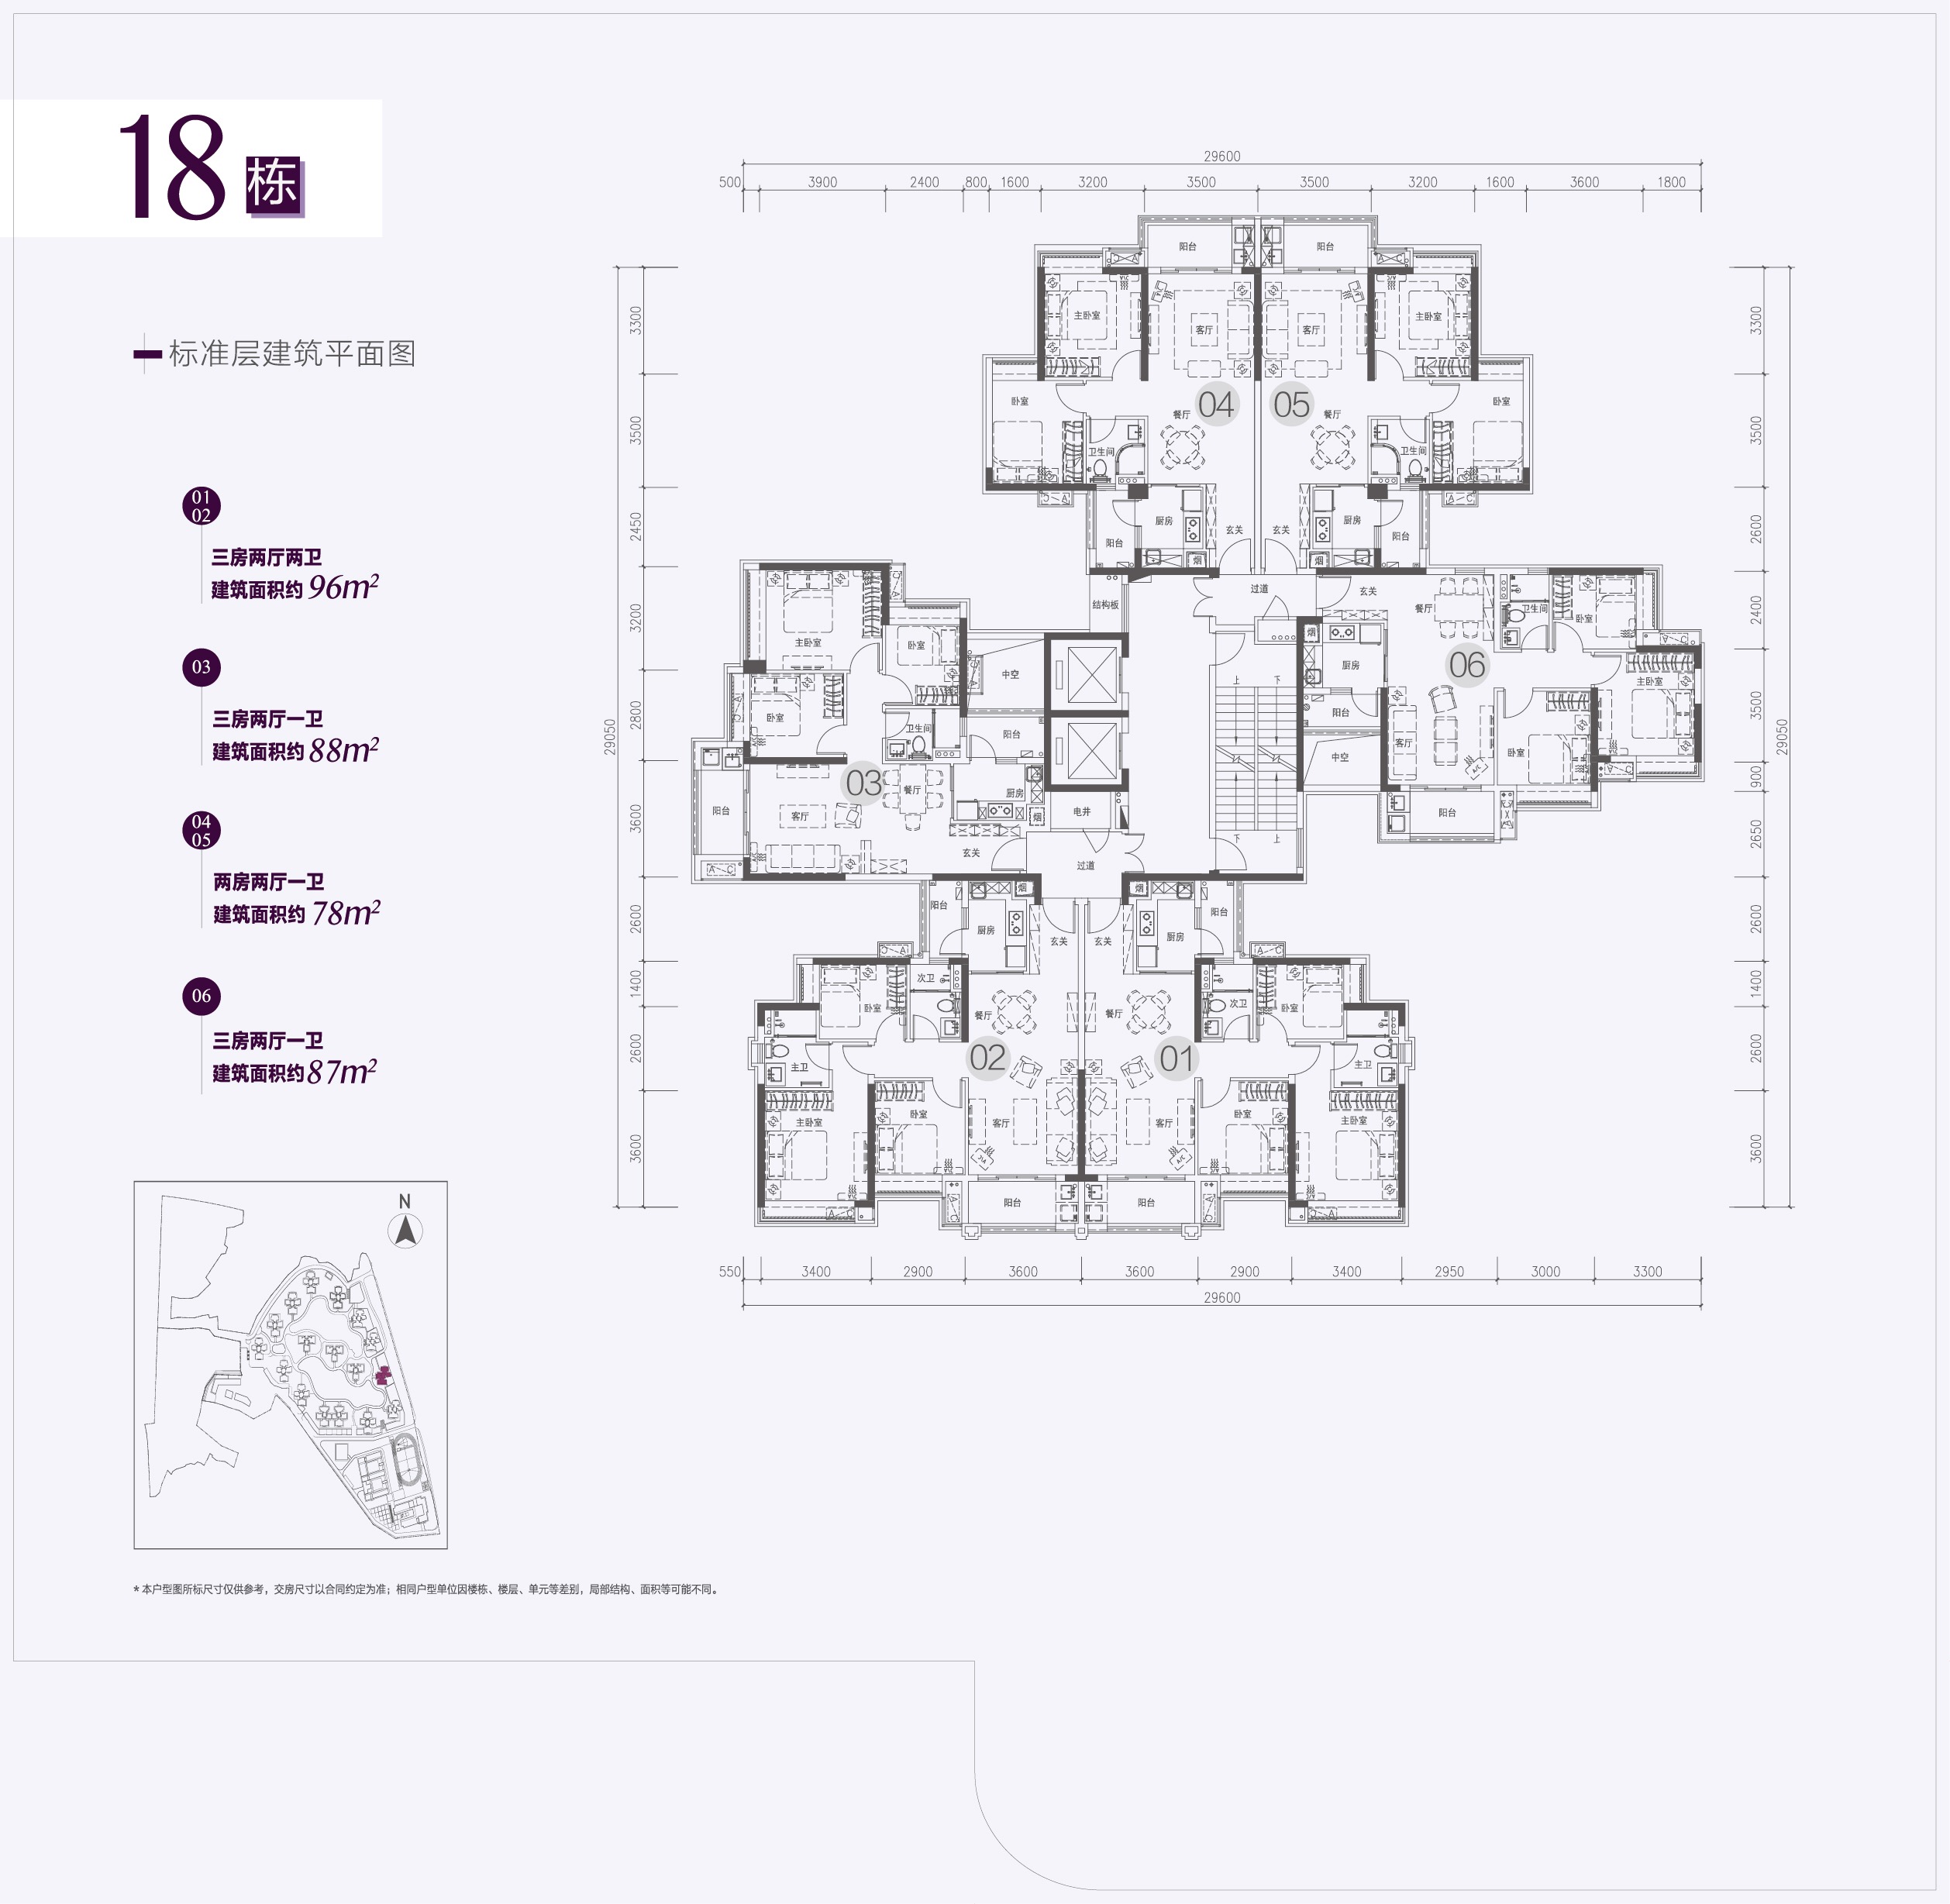 18栋
标准层建筑平面图
01
02
三房两厅两卫
建筑面积约 96m²
03
三房两厅一卫
建筑面积约 88m²
04
05
两房两厅一卫
建筑面积约 78m²
06
三房两厅一卫
建筑面积约 87m²
N
* 本户型图所标尺寸仅供参考，交房尺寸以合同约定为准；相同户型单位因楼栋、楼层、单元等差别，局部结构、面积等可能不同。
29600
500 3900 2400 800 1600 3200 3500 3500 3200 1600 3600 1800
29050
3300
3500
2450
3200
2800
3600
2600
1400
2600
3600
阳台 阳台
主卧室 客厅 客厅 主卧室
卧室 餐厅 04 05 餐厅 卧室
卫生间 卫生间
厨房 玄关 玄关 厨房
阳台 烟 烟 阳台
结构板 过道 玄关
餐厅 卫生间 卧室
烟 厨房 06 主卧室
阳台 客厅 卧室
中空 阳台
主卧室 卧室 中空
卧室 卫生间 阳台
阳台 03 餐厅 厨房
客厅 烟 电井
玄关 过道
上 下
下 上
阳台 烟 烟 阳台
厨房 玄关 玄关 厨房
次卫 次卫
卧室 餐厅 餐厅 卧室
主卫 02 01 主卫
主卧室 卧室 客厅 客厅 卧室 主卧室
阳台 阳台
3300
3500
2600
2400
3500
900
2650
2600
1400
2600
3600
29050
550 3400 2900 3600 3600 2900 3400 2950 3000 3300
29600